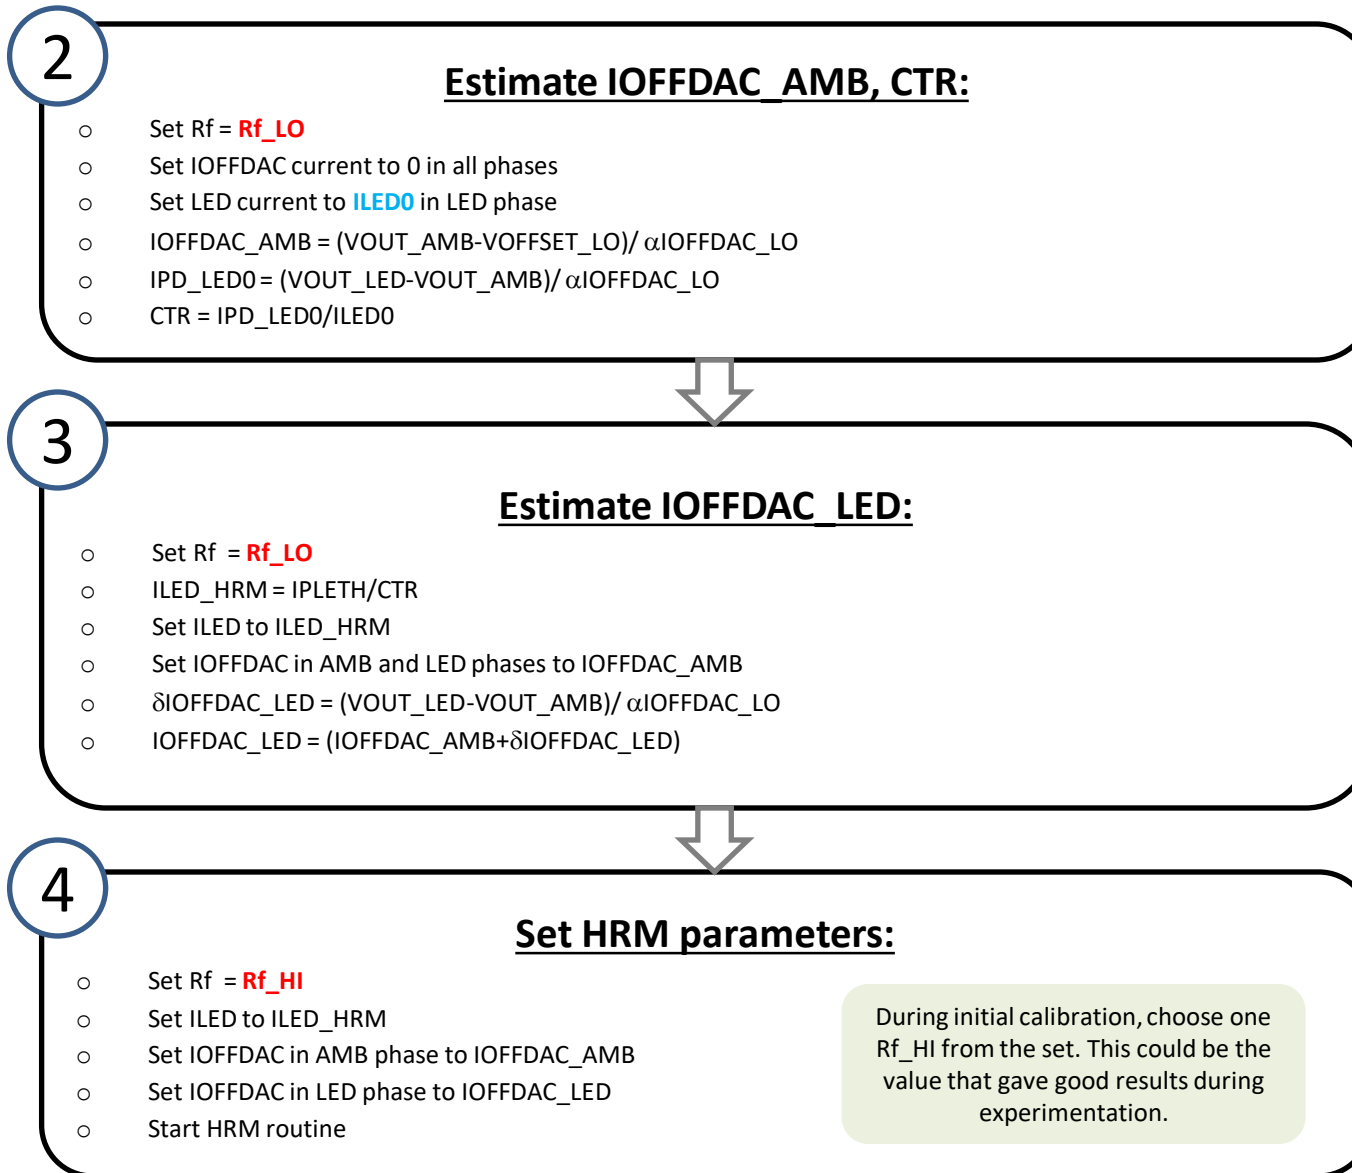 2
Estimate IOFFDAC_AMB, CTR:
o Set Rf = Rf_LO
o Set IOFFDAC current to 0 in all phases
o Set LED current to ILED0 in LED phase
o IOFFDAC_AMB = (VOUT_AMB-VOFFSET_LO)/ αIOFFDAC_LO
o IPD_LED0 = (VOUT_LED-VOUT_AMB)/ αIOFFDAC_LO
o CTR = IPD_LED0/ILED0
3
Estimate IOFFDAC_LED:
o Set Rf = Rf_LO
o ILED_HRM = IPLETH/CTR
o Set ILED to ILED_HRM
o Set IOFFDAC in AMB and LED phases to IOFFDAC_AMB
o δIOFFDAC_LED = (VOUT_LED-VOUT_AMB)/ αIOFFDAC_LO
o IOFFDAC_LED = (IOFFDAC_AMB+δIOFFDAC_LED)
4
Set HRM parameters:
o Set Rf = Rf_HI
o Set ILED to ILED_HRM
o Set IOFFDAC in AMB phase to IOFFDAC_AMB
o Set IOFFDAC in LED phase to IOFFDAC_LED
o Start HRM routine
During initial calibration, choose one
Rf_HI from the set. This could be the
value that gave good results during
experimentation.